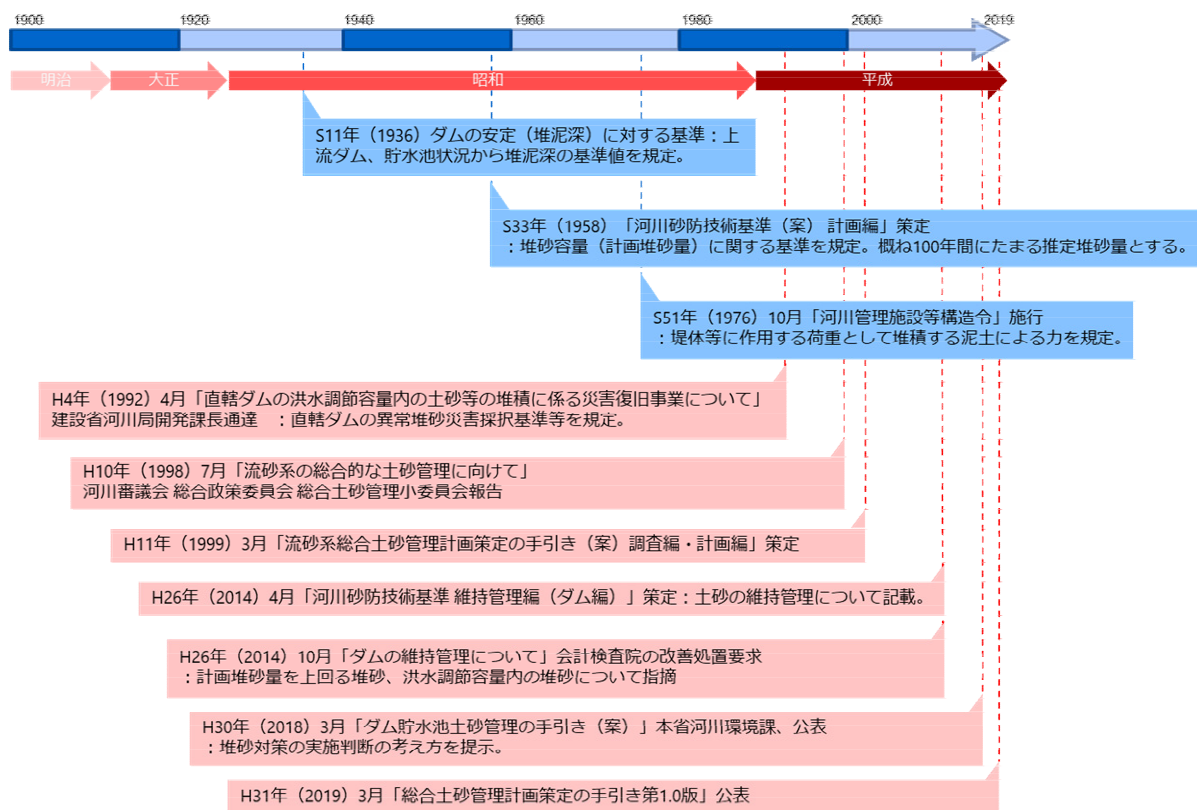 1900 1920 1940 1960 1980 2000 2019
明治 大正 昭和 平成
S11年（1936）ダムの安定（堆泥深）に対する基準：上
流ダム、貯水池状況から堆泥深の基準値を規定。
S33年（1958）「河川砂防技術基準（案） 計画編」策定
：堆砂容量（計画堆砂量）に関する基準を規定。概ね100年間にたまる推定堆砂量とする。
S51年（1976）10月「河川管理施設等構造令」施行
：堤体等に作用する荷重として堆積する泥土による力を規定。
H4年（1992）4月「直轄ダムの洪水調節容量内の土砂等の堆積に係る災害復旧事業について」
建設省河川局開発課長通達　：直轄ダムの異常堆砂災害採択基準等を規定。
H10年（1998）7月「流砂系の総合的な土砂管理に向けて」
河川審議会 総合政策委員会 総合土砂管理小委員会報告
H11年（1999）3月「流砂系総合土砂管理計画策定の手引き（案）調査編・計画編」策定
H26年（2014）4月「河川砂防技術基準 維持管理編（ダム編）」策定：土砂の維持管理について記載。
H26年（2014）10月「ダムの維持管理について」会計検査院の改善処置要求
：計画堆砂量を上回る堆砂、洪水調節容量内の堆砂について指摘
H30年（2018）3月「ダム貯水池土砂管理の手引き（案）」本省河川環境課、公表
：堆砂対策の実施判断の考え方を提示。
H31年（2019）3月「総合土砂管理計画策定の手引き第1.0版」公表